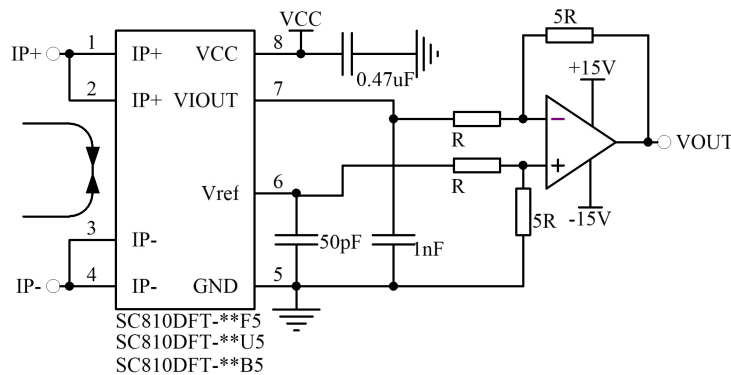 VCC
5R
IP+ 1 IP+ VCC 8
0.47uF
+15V
2 IP+ VIOUT 7
R
-
VOUT
Vref 6
R
+
5R
-15V
3 IP-
50pF
1nF
IP- 4 IP- GND 5
SC810DFT-**F5
SC810DFT-**U5
SC810DFT-**B5